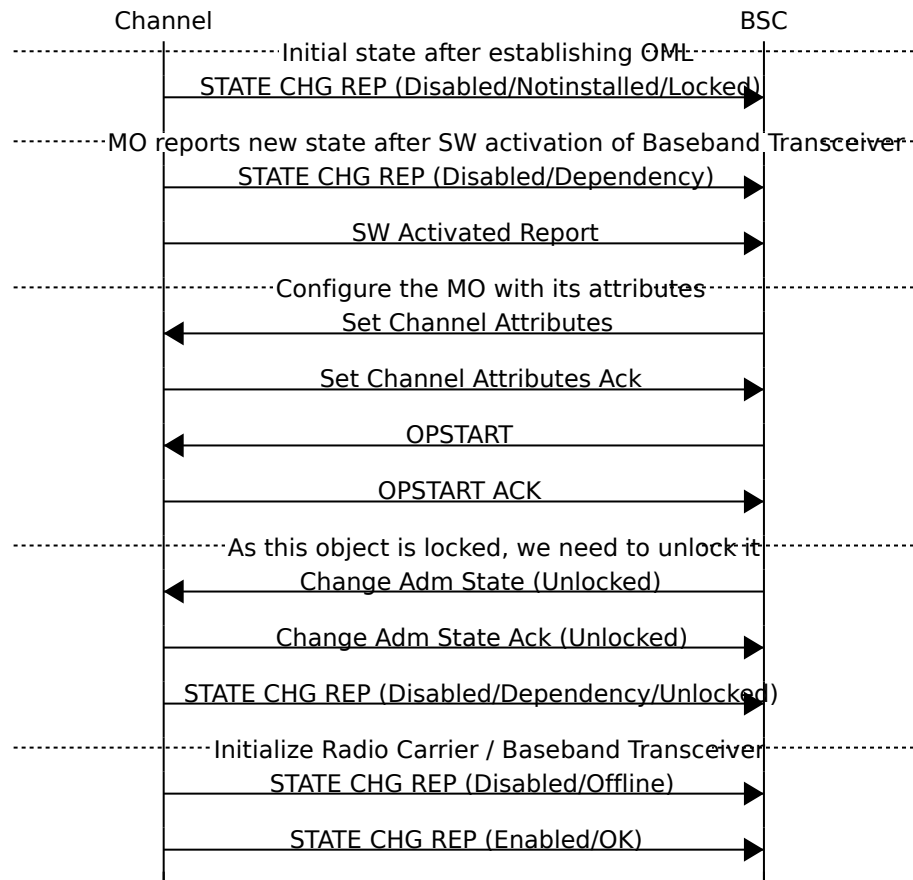 Channel BSC
Initial state after establishing OML
STATE CHG REP (Disabled/Notinstalled/Locked)
MO reports new state after SW activation of Baseband Transceiver
STATE CHG REP (Disabled/Dependency)
SW Activated Report
Configure the MO with its attributes
Set Channel Attributes
Set Channel Attributes Ack
OPSTART
OPSTART ACK
As this object is locked, we need to unlock it
Change Adm State (Unlocked)
Change Adm State Ack (Unlocked)
STATE CHG REP (Disabled/Dependency/Unlocked)
Initialize Radio Carrier / Baseband Transceiver
STATE CHG REP (Disabled/Offline)
STATE CHG REP (Enabled/OK)